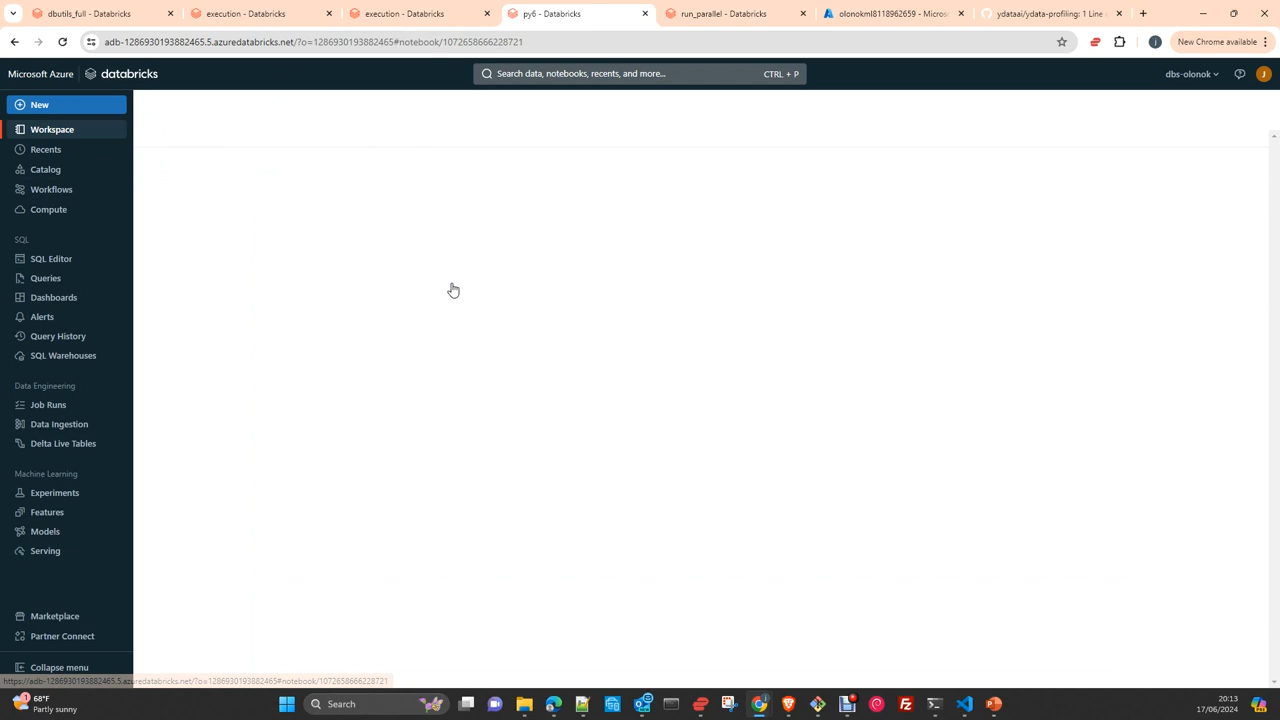 dbutils_full - Databricks
execution - Databricks
execution - Databricks
py6 - Databricks
run_parallel - Databricks
olonokml8118962659 - Micros
ydataai/ydata-profiling: 1 Line
adb-1286930193882465.5.azuredatabricks.net/?o=1286930193882465#notebook/1072658666228721
New Chrome available
Microsoft Azure
databricks
Search data, notebooks, recents, and more...
CTRL + P
dbs-olonok
J
New
Workspace
Recents
Catalog
Workflows
Compute
SQL
SQL Editor
Queries
Dashboards
Alerts
Query History
SQL Warehouses
Data Engineering
Job Runs
Data Ingestion
Delta Live Tables
Machine Learning
Experiments
Features
Models
Serving
Marketplace
Partner Connect
Collapse menu
https://adb-1286930193882465.5.azuredatabricks.net/?o=1286930193882465#notebook/1072658666228721
68°F
Partly sunny
Search
20:13
17/06/2024